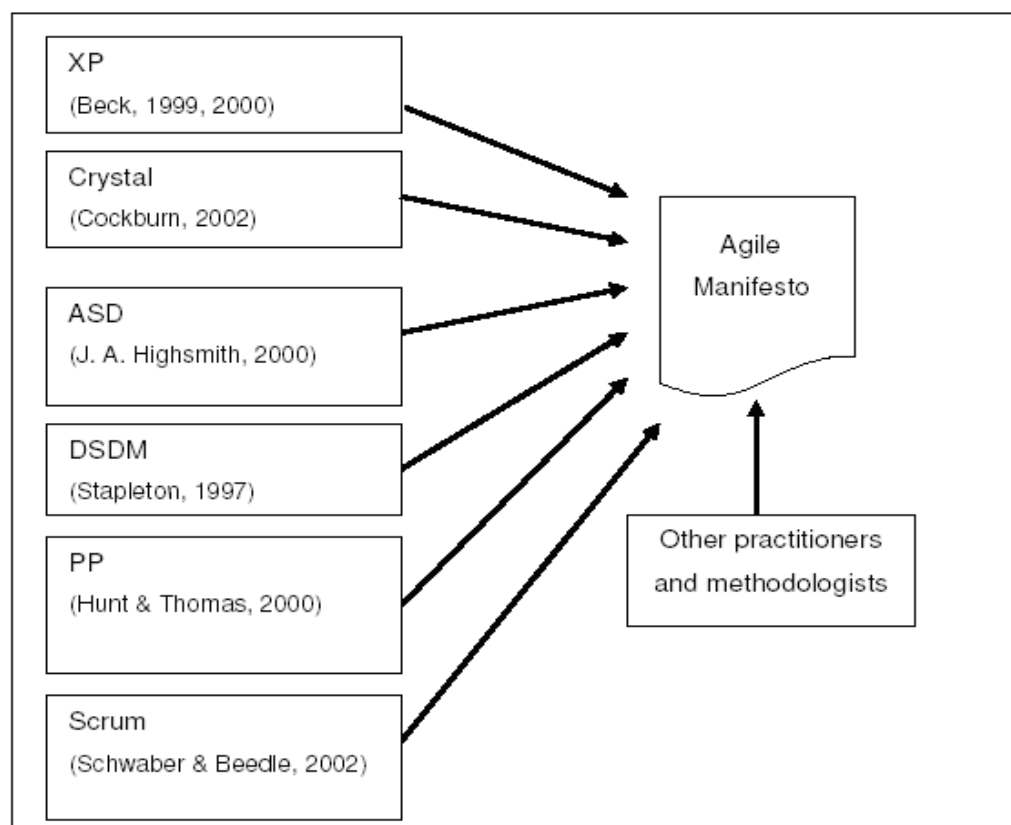 XP
(Beck, 1999, 2000)
Crystal
(Cockburn, 2002)
ASD
(J. A. Highsmith, 2000)
DSDM
(Stapleton, 1997)
PP
(Hunt & Thomas, 2000)
Scrum
(Schwaber & Beedle, 2002)
Agile
Manifesto
Other practitioners
and methodologists